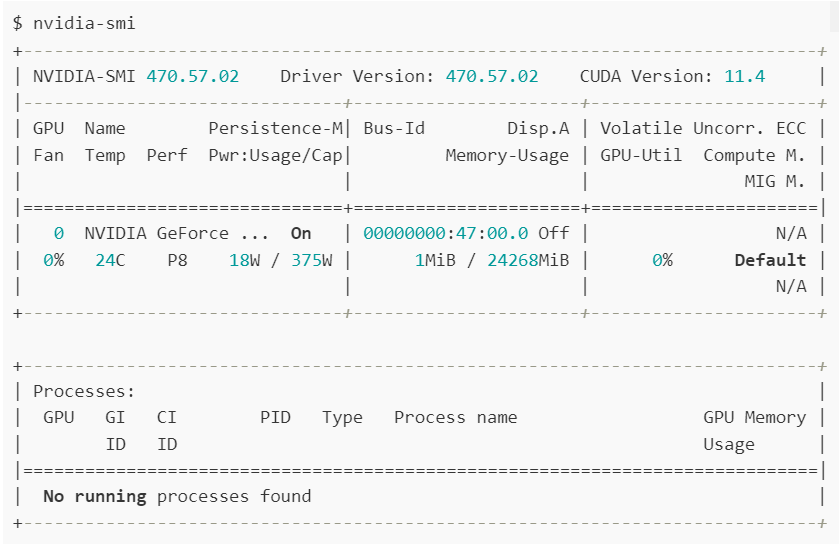 $ nvidia-smi
+-----------------------------------------------------------------------------+
| NVIDIA-SMI 470.57.02    Driver Version: 470.57.02    CUDA Version: 11.4     |
|-------------------------------+----------------------+----------------------+
| GPU  Name        Persistence-M| Bus-Id        Disp.A | Volatile Uncorr. ECC |
| Fan  Temp  Perf  Pwr:Usage/Cap|         Memory-Usage | GPU-Util  Compute M. |
|                               |                      |               MIG M. |
|===============================+======================+======================|
|   0  NVIDIA GeForce ...  On   | 00000000:47:00.0 Off |                  N/A |
|  0%   24C    P8    18W / 375W |      1MiB / 24268MiB |      0%      Default |
|                               |                      |                  N/A |
+-------------------------------+----------------------+----------------------+
+-----------------------------------------------------------------------------+
| Processes:                                                                  |
|  GPU   GI   CI        PID   Type   Process name                  GPU Memory |
|        ID   ID                                                   Usage      |
|=============================================================================|
|  No running processes found                                                 |
+-----------------------------------------------------------------------------+